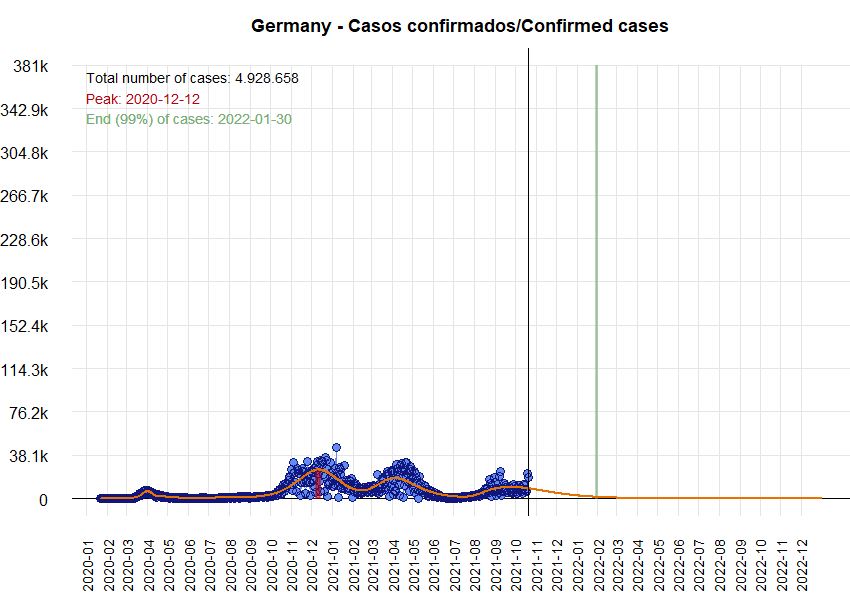 Germany - Casos confirmados/Confirmed cases
Total number of cases: 4.928.658
Peak: 2020-12-12
End (99%) of cases: 2022-01-30
381k
342.9k
304.8k
266.7k
228.6k
190.5k
152.4k
114.3k
76.2k
38.1k
0
2020-01
2020-02
2020-03
2020-04
2020-05
2020-06
2020-07
2020-08
2020-09
2020-10
2020-11
2020-12
2021-01
2021-02
2021-03
2021-04
2021-05
2021-06
2021-07
2021-08
2021-09
2021-10
2021-11
2021-12
2022-01
2022-02
2022-03
2022-04
2022-05
2022-06
2022-07
2022-08
2022-09
2022-10
2022-11
2022-12